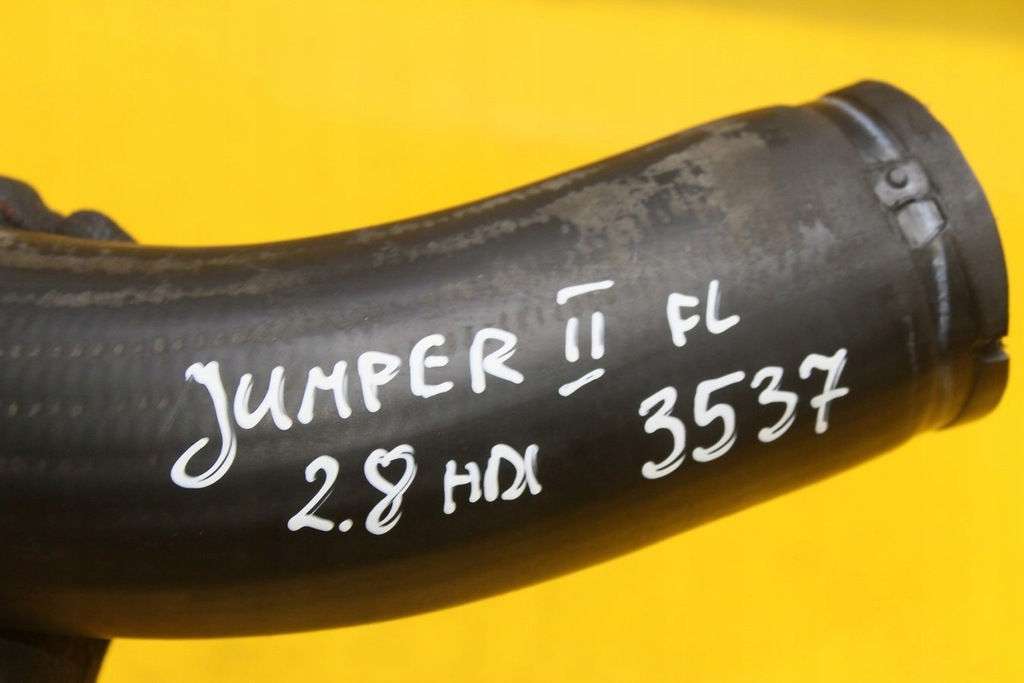 JUMPER II FL
2.8 HDI 3537